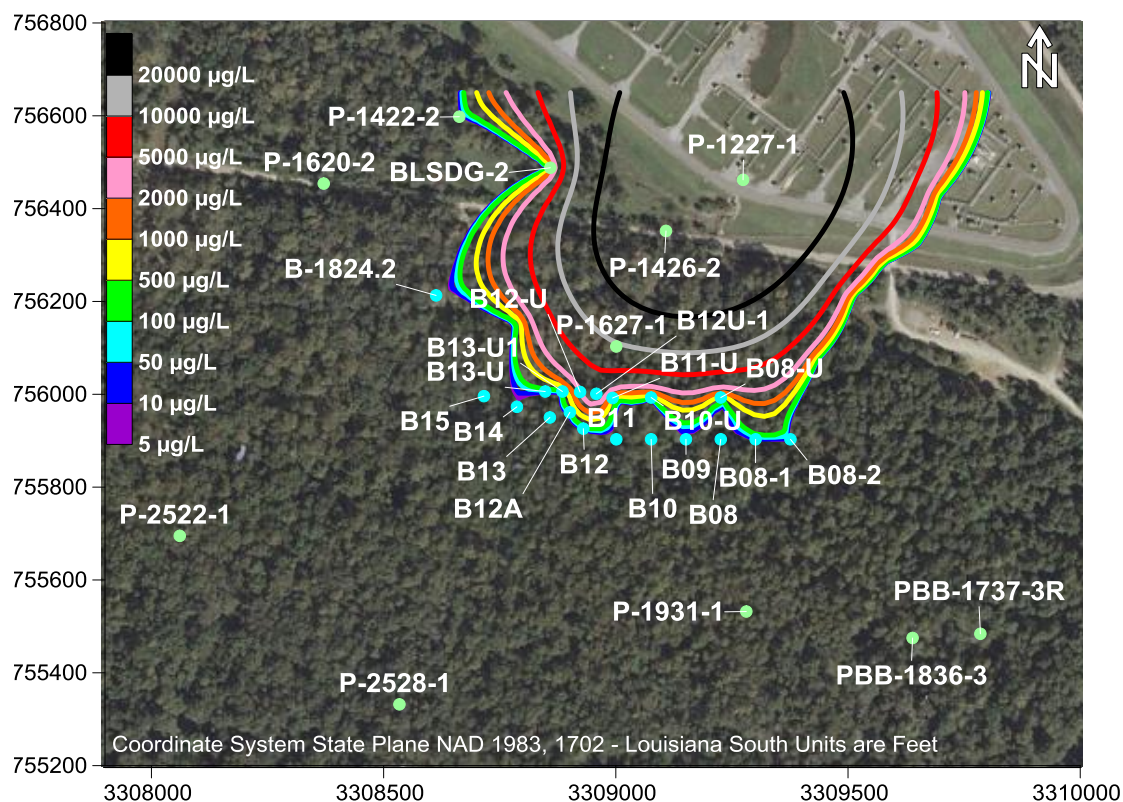 756800
756600
756400
756200
756000
755800
755600
755400
755200
3308000
3308500
3309000
3309500
3310000
20000 µg/L
10000 µg/L
5000 µg/L
2000 µg/L
1000 µg/L
500 µg/L
100 µg/L
50 µg/L
10 µg/L
5 µg/L
N
P-1422-2
P-1620-2
BLSDG-2
P-1227-1
P-1426-2
B-1824.2
B12-U
P-1627-1
B12U-1
B13-U1
B13-U
B11-U
B08-U
B15
B14
B11
B10-U
B13
B12
B09
B08-1
B08-2
B12A
B10
B08
P-2522-1
P-1931-1
PBB-1737-3R
PBB-1836-3
P-2528-1
Coordinate System State Plane NAD 1983, 1702 - Louisiana South Units are Feet